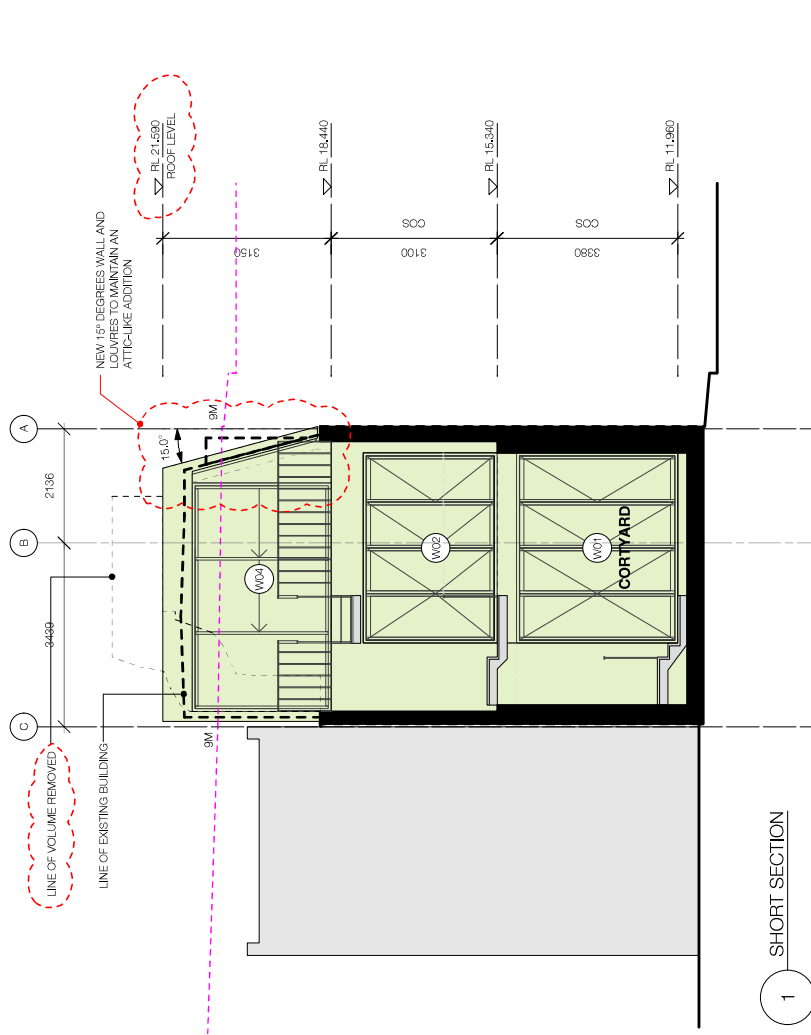 RL 21.590
ROOF LEVEL
RL 18.440
RL 15.340
RL 11.960
3150
3100
COS
3380
COS
NEW 15° DEGREES WALL AND
LOUVRES TO MAINTAIN AN
ATTIC-LIKE ADDITION
A
2136
B
3439
C
15.0°
9M
9M
W04
W02
W01
CORTYARD
LINE OF VOLUME REMOVED
LINE OF EXISTING BUILDING
1
SHORT SECTION